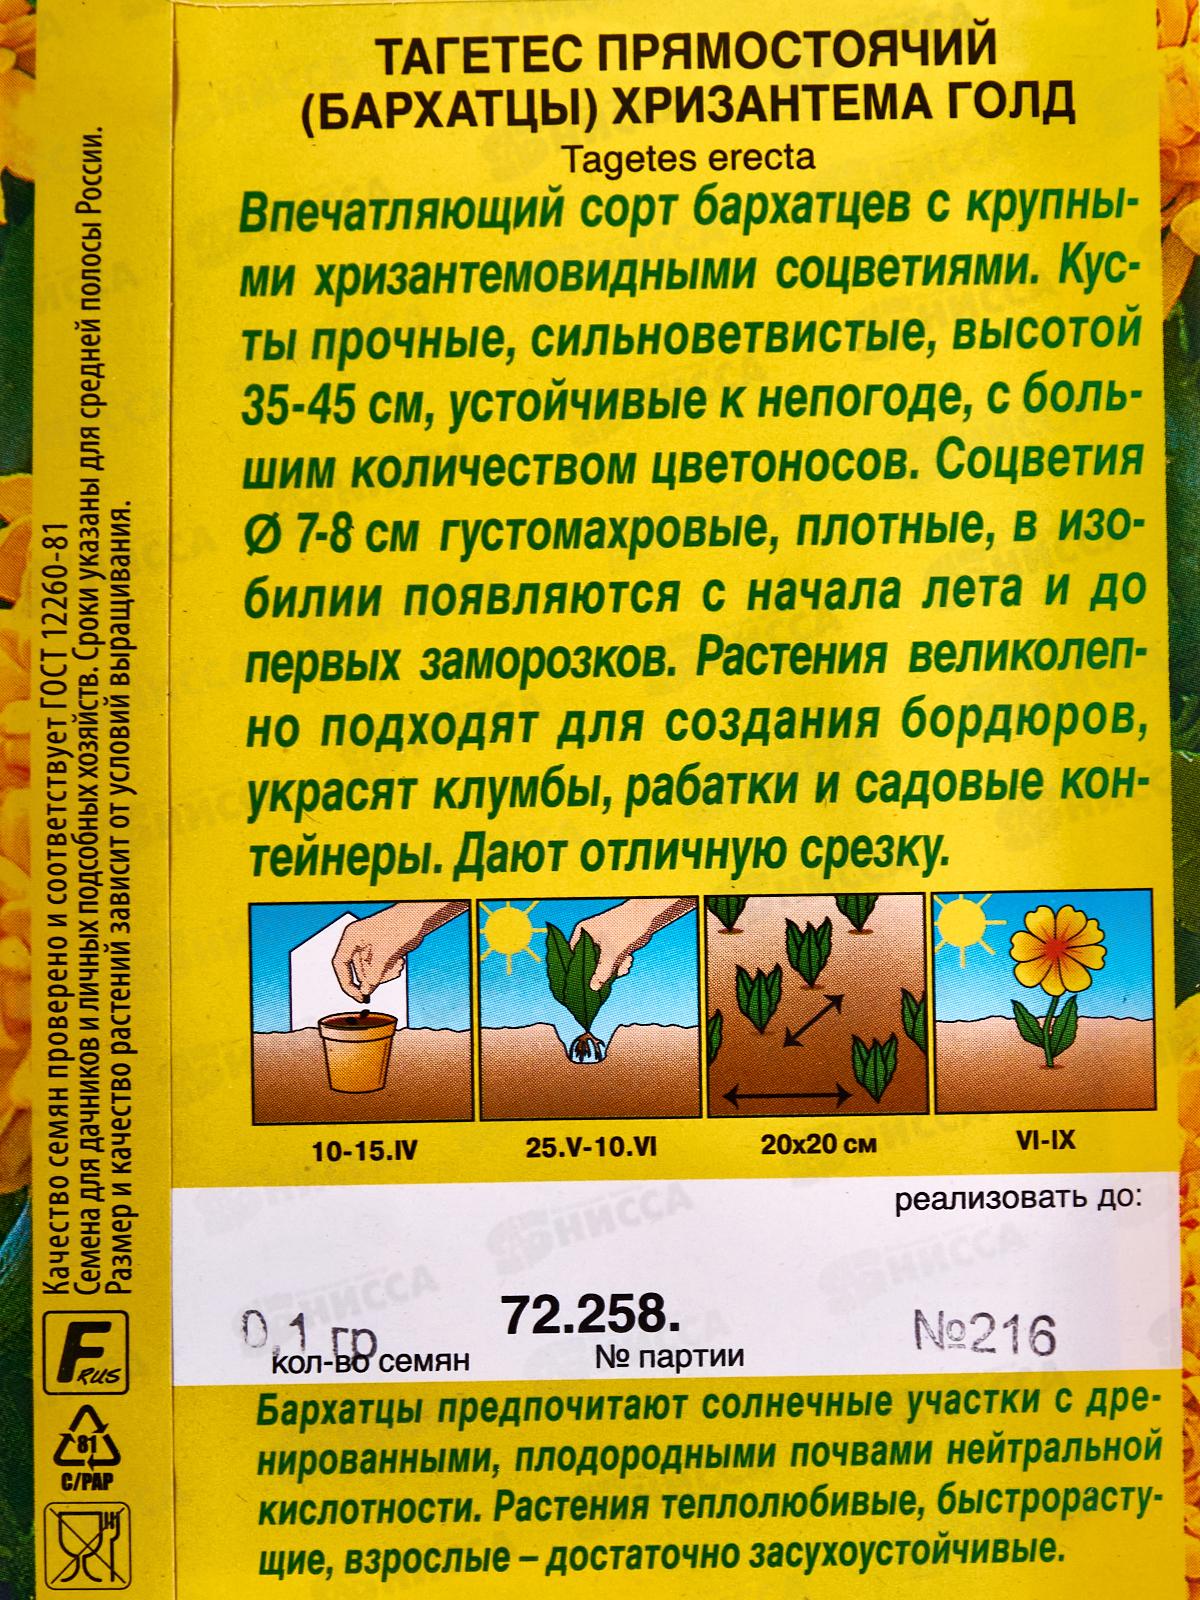 ТАГЕТЕС ПРЯМОСТОЯЧИЙ
(БАРХАТЦЫ) ХРИЗАНТЕМА ГОЛД
Tagetes erecta
Впечатляющий сорт бархатцев с крупны-
ми хризантемовидными соцветиями. Кус-
ты прочные, сильноветвистые, высотой
35-45 см, устойчивые к непогоде, с боль-
шим количеством цветоносов. Соцветия
Ø 7-8 см густомахровые, плотные, в изо-
билии появляются с начала лета и до
первых заморозков. Растения великолеп-
но подходят для создания бордюров,
украсят клумбы, рабатки и садовые кон-
тейнеры. Дают отличную срезку.
10-15.IV
25.V-10.VI
20х20 см
VI-IX
реализовать до:
0,1 гр
72.258.
№216
кол-во семян
№ партии
Бархатцы предпочитают солнечные участки с дре-
нированными, плодородными почвами нейтральной
кислотности. Растения теплолюбивые, быстрорасту-
щие, взрослые – достаточно засухоустойчивые.
Качество семян проверено и соответствует ГОСТ 12260-81
Семена для дачников и личных подсобных хозяйств. Сроки указаны для средней полосы России.
Размер и качество растений зависит от условий выращивания.
F RUS
81
C/PAP
НИССА